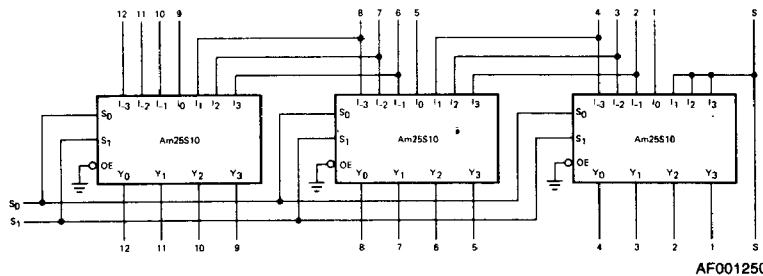 12 11 10 9 8 7 6 5 4 3 2 1 S
I-3 I-2 I-1 I0 I1 I2 I3 I-3 I-2 I-1 I0 I1 I2 I3 I-3 I-2 I-1 I0 I1 I2 I3
S0 S0 S0
S1 Am25S10 S1 Am25S10 S1 Am25S10
OE OE OE
Y0 Y1 Y2 Y3 Y0 Y1 Y2 Y3 Y0 Y1 Y2 Y3
S0
S1
12 11 10 9 8 7 6 5 4 3 2 1 S
AF001250